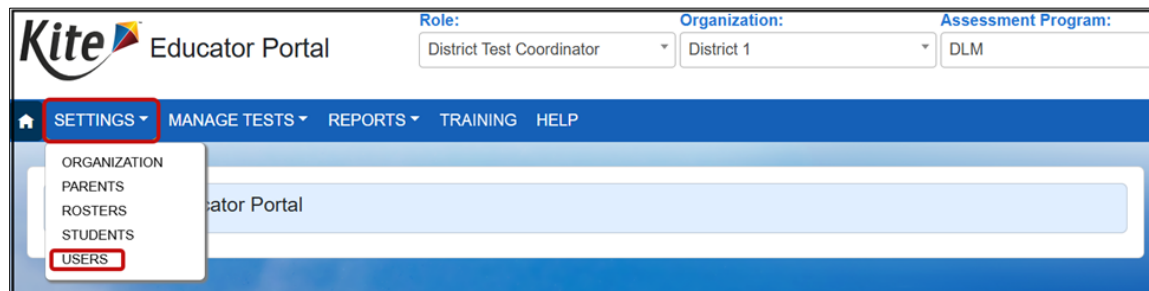 Kite Educator Portal
Role:
District Test Coordinator
Organization:
District 1
Assessment Program:
DLM
SETTINGS MANAGE TESTS REPORTS TRAINING HELP
ORGANIZATION
PARENTS
ROSTERS
STUDENTS
USERS
cator Portal